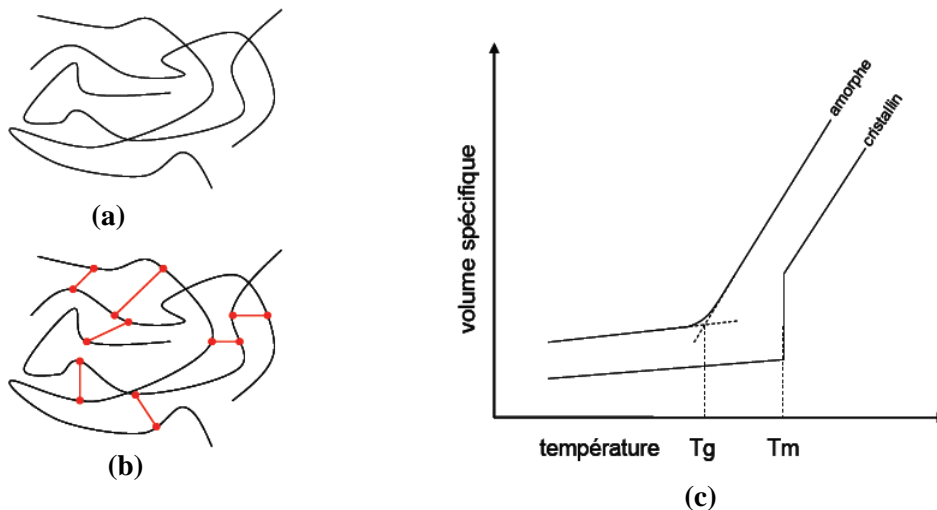 (a)
(b)
volume spécifique
amorphe
cristallin
température Tg Tm
(c)